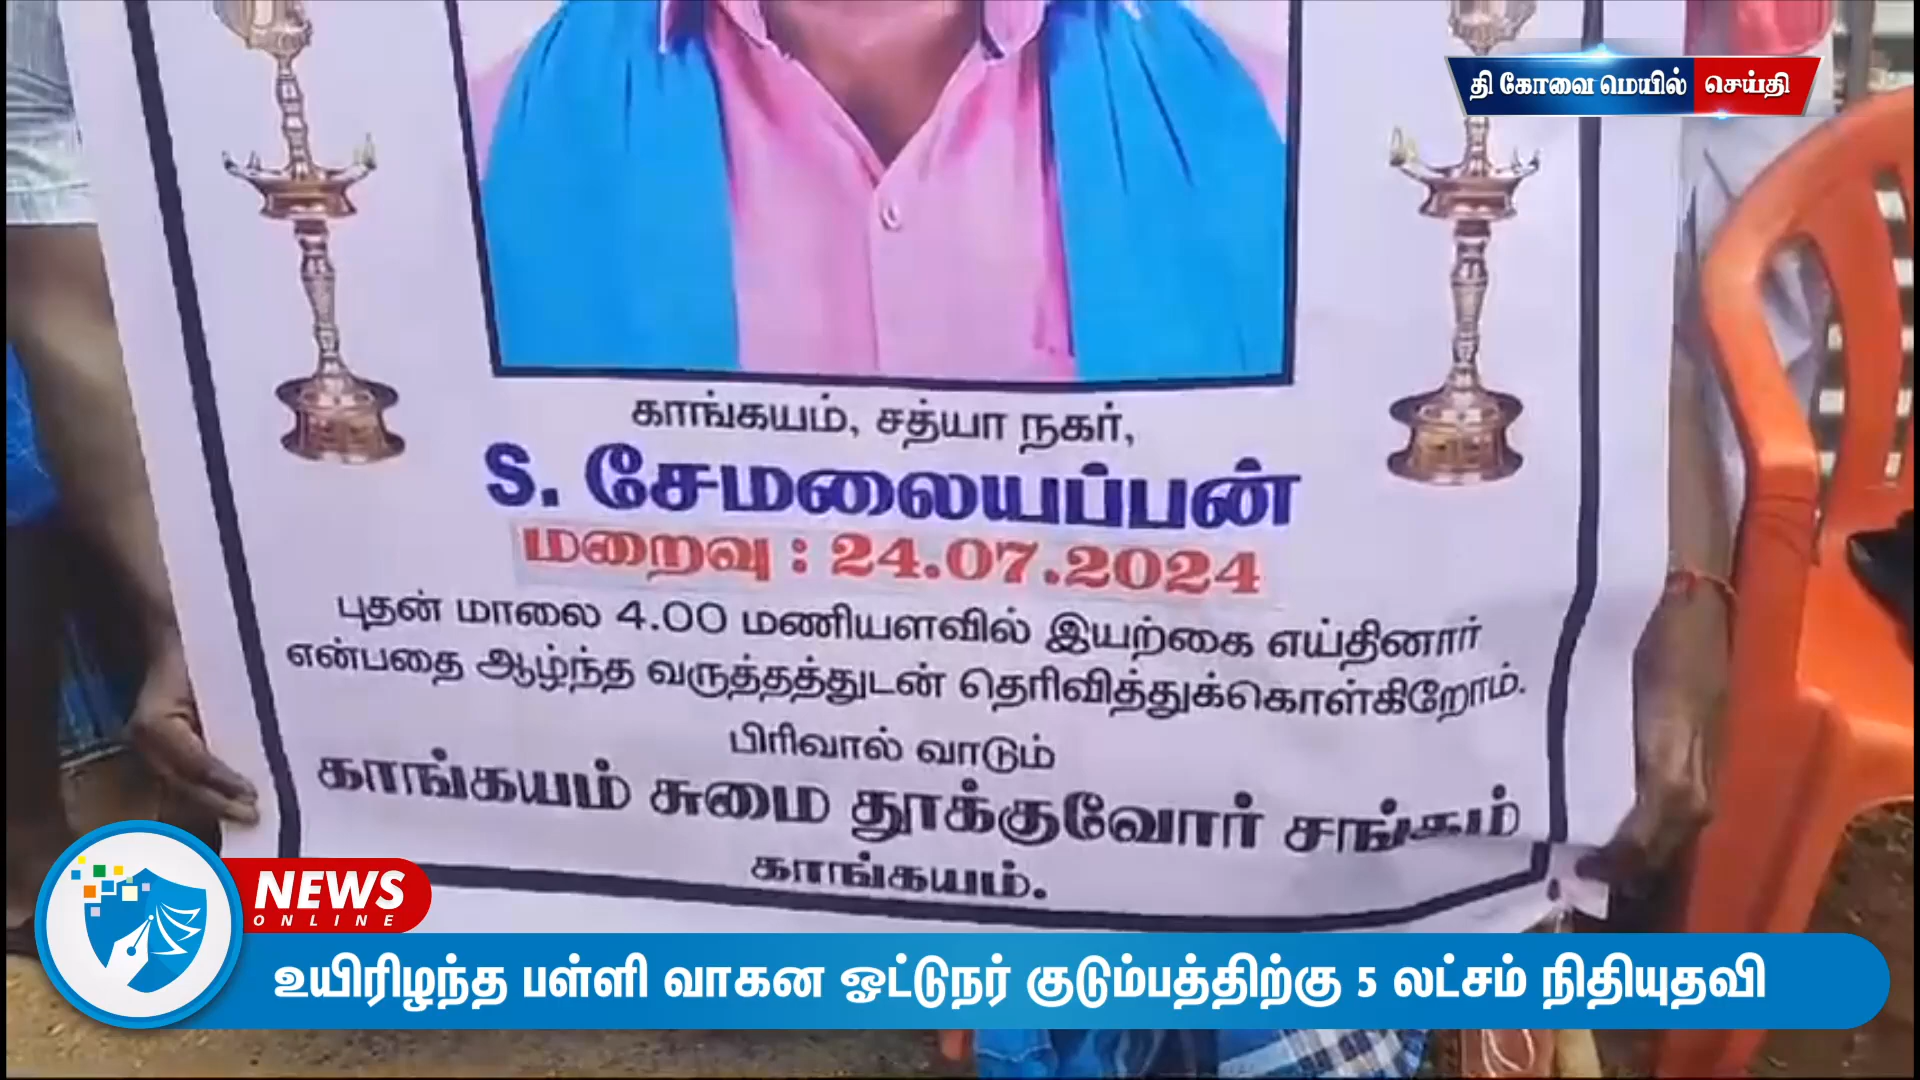 தி கோவை மெயில் செய்தி
காங்கயம், சத்யா நகர்,
S. சேமலையப்பன்
மறைவு : 24.07.2024
புதன் மாலை 4.00 மணியளவில் இயற்கை எய்தினார்
என்பதை ஆழ்ந்த வருத்தத்துடன் தெரிவித்துக்கொள்கிறோம்.
பிரிவால் வாடும்
காங்கயம் சுமை தூக்குவோர் சங்கம்
காங்கயம்.
NEWS
ONLINE
உயிரிழந்த பள்ளி வாகன ஓட்டுநர் குடும்பத்திற்கு 5 லட்சம் நிதியுதவி